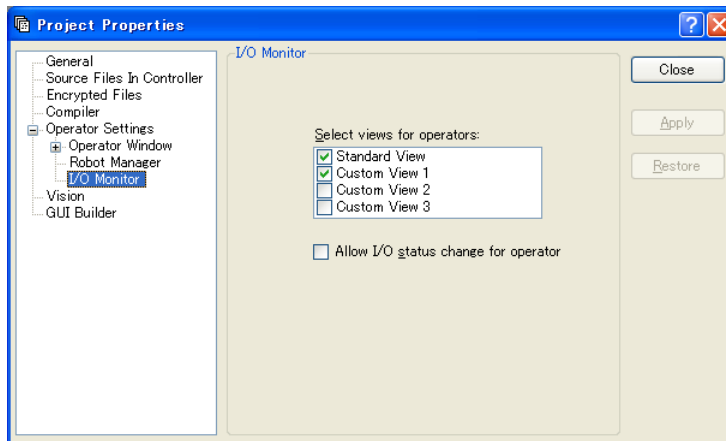 Project Properties
General
Source Files In Controller
Encrypted Files
Compiler
Operator Settings
Operator Window
Robot Manager
I/O Monitor
Vision
GUI Builder
I/O Monitor
Select views for operators:
Standard View
Custom View 1
Custom View 2
Custom View 3
Allow I/O status change for operator
Close
Apply
Restore